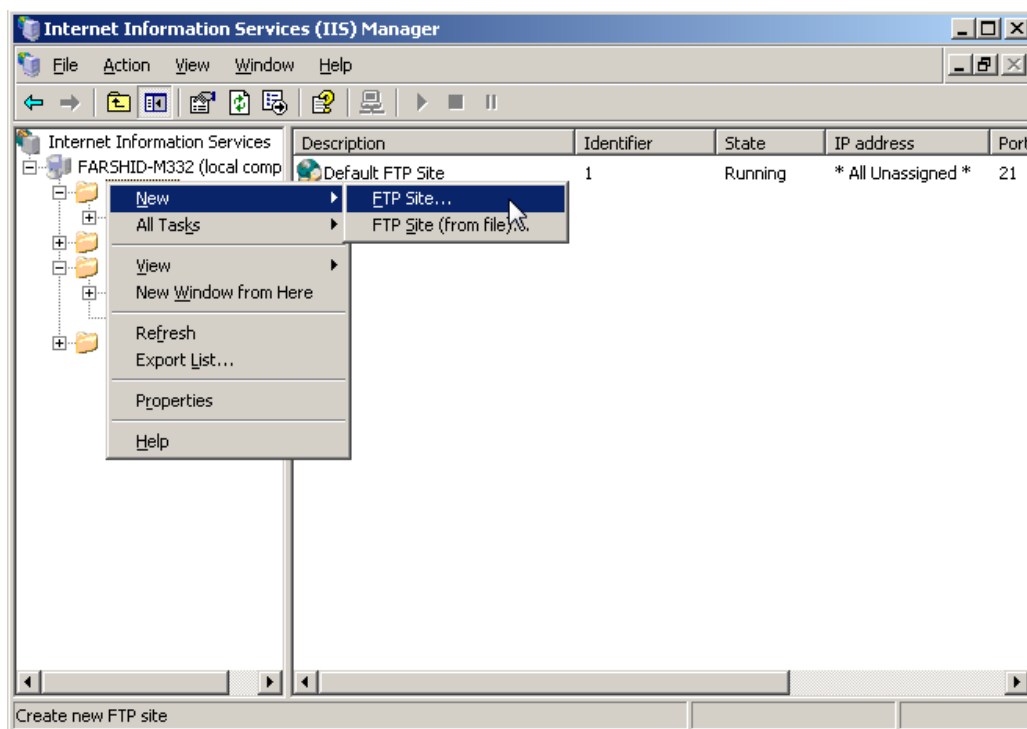 Internet Information Services (IIS) Manager
File Action View Window Help
Internet Information Services
FARSHID-M332 (local comp
Description Identifier State IP address Port
Default FTP Site 1 Running * All Unassigned * 21
New
All Tasks
View
New Window from Here
Refresh
Export List...
Properties
Help
FTP Site...
FTP Site (from file)...
Create new FTP site